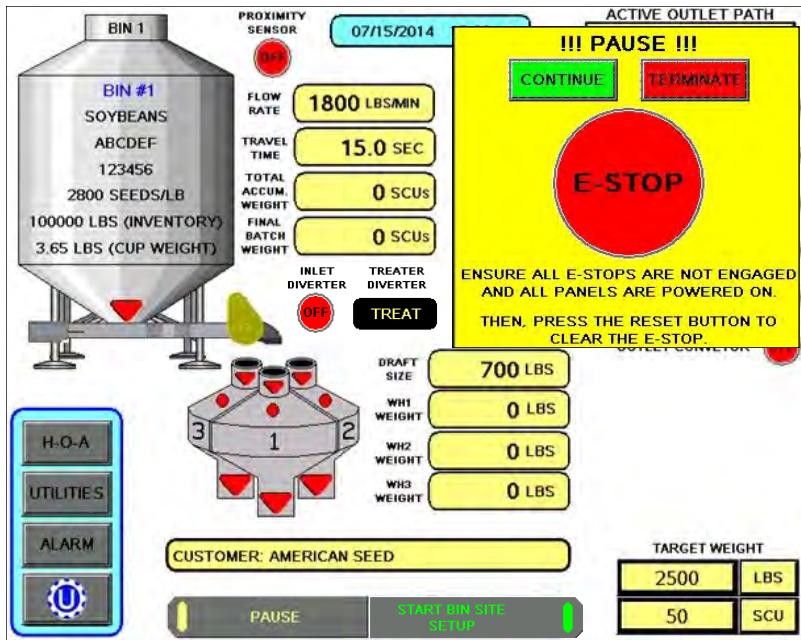 BIN 1
BIN #1
SOYBEANS
ABCDEF
123456
2800 SEEDS/LB
100000 LBS (INVENTORY)
3.65 LBS (CUP WEIGHT)
PROXIMITY
SENSOR
OFF
07/15/2014
FLOW
RATE
1800 LBS/MIN
TRAVEL
TIME
15.0 SEC
TOTAL
ACCUM.
WEIGHT
0 SCUs
FINAL
BATCH
WEIGHT
0 SCUs
INLET
DIVERTER
OFF
TREATER
DIVERTER
TREAT
ACTIVE OUTLET PATH
!!! PAUSE !!!
CONTINUE
TERMINATE
E-STOP
ENSURE ALL E-STOPS ARE NOT ENGAGED
AND ALL PANELS ARE POWERED ON.
THEN, PRESS THE RESET BUTTON TO
CLEAR THE E-STOP.
OUTLET CONVEYOR
3
1
2
DRAFT
SIZE
700 LBS
WH1
WEIGHT
0 LBS
WH2
WEIGHT
0 LBS
WH3
WEIGHT
0 LBS
H-O-A
UTILITIES
ALARM
U
CUSTOMER: AMERICAN SEED
PAUSE
START BIN SITE
SETUP
TARGET WEIGHT
2500 LBS
50 SCU